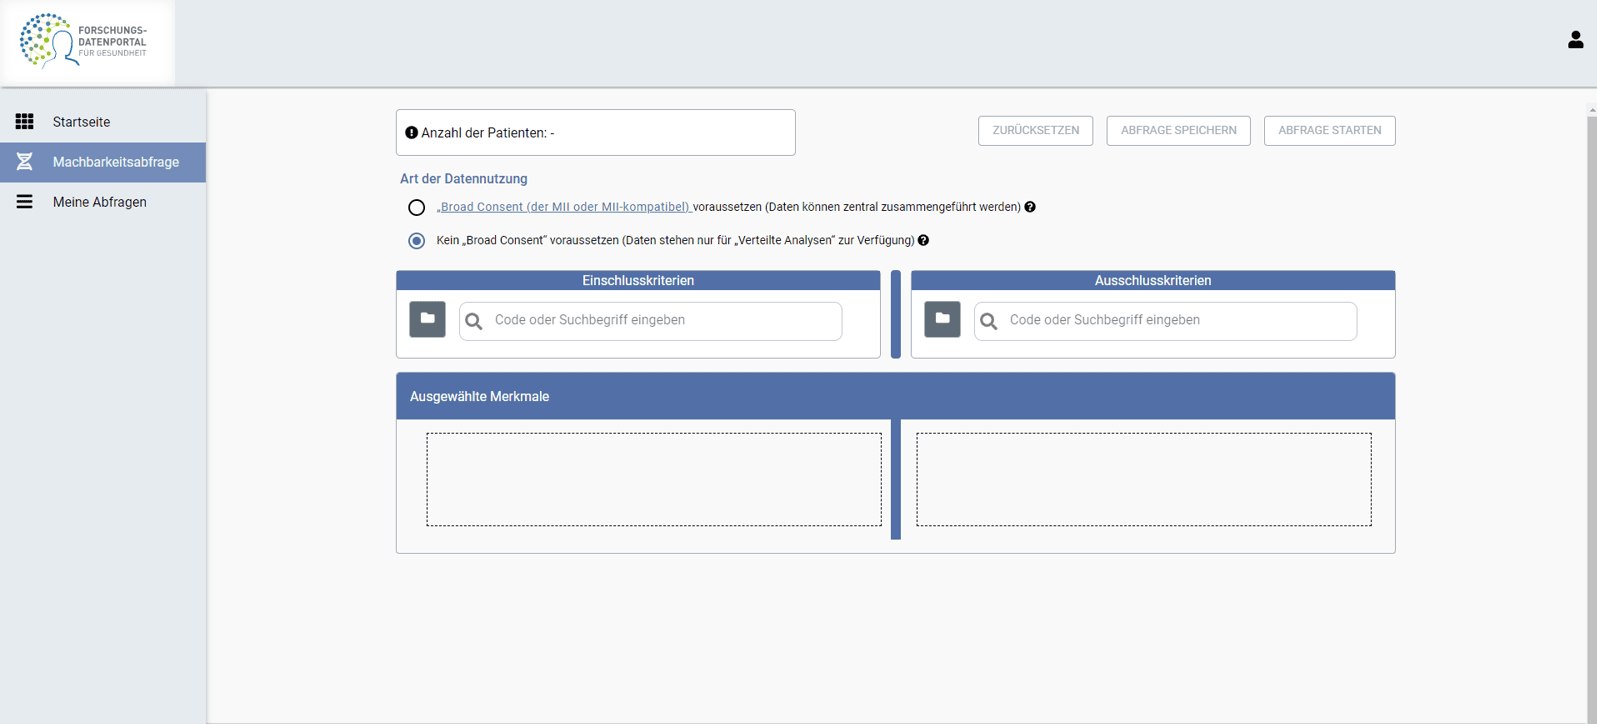 FORSCHUNGS-
DATENPORTAL
FÜR GESUNDHEIT
Startseite
Machbarkeitsabfrage
Meine Abfragen
Anzahl der Patienten: -
ZURÜCKSETZEN
ABFRAGE SPEICHERN
ABFRAGE STARTEN
Art der Datennutzung
„Broad Consent (der MII oder MII-kompatibel) voraussetzen (Daten können zentral zusammengeführt werden)
Kein „Broad Consent“ voraussetzen (Daten stehen nur für „Verteilte Analysen“ zur Verfügung)
Einschlusskriterien
Code oder Suchbegriff eingeben
Ausschlusskriterien
Code oder Suchbegriff eingeben
Ausgewählte Merkmale